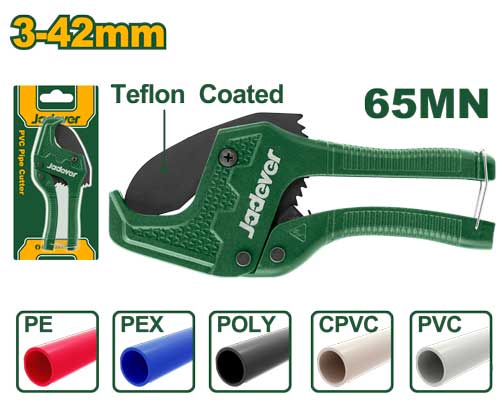 3-42mm
Teflon Coated
65MN
Jadever
PVC Pipe Cutter
Jadever
PE
PEX
POLY
CPVC
PVC